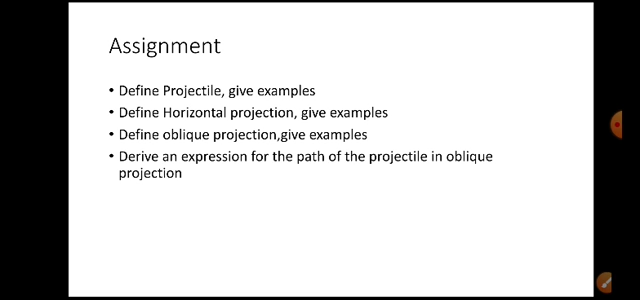 Assignment
• Define Projectile, give examples
• Define Horizontal projection, give examples
• Define oblique projection,give examples
• Derive an expression for the path of the projectile in oblique
projection